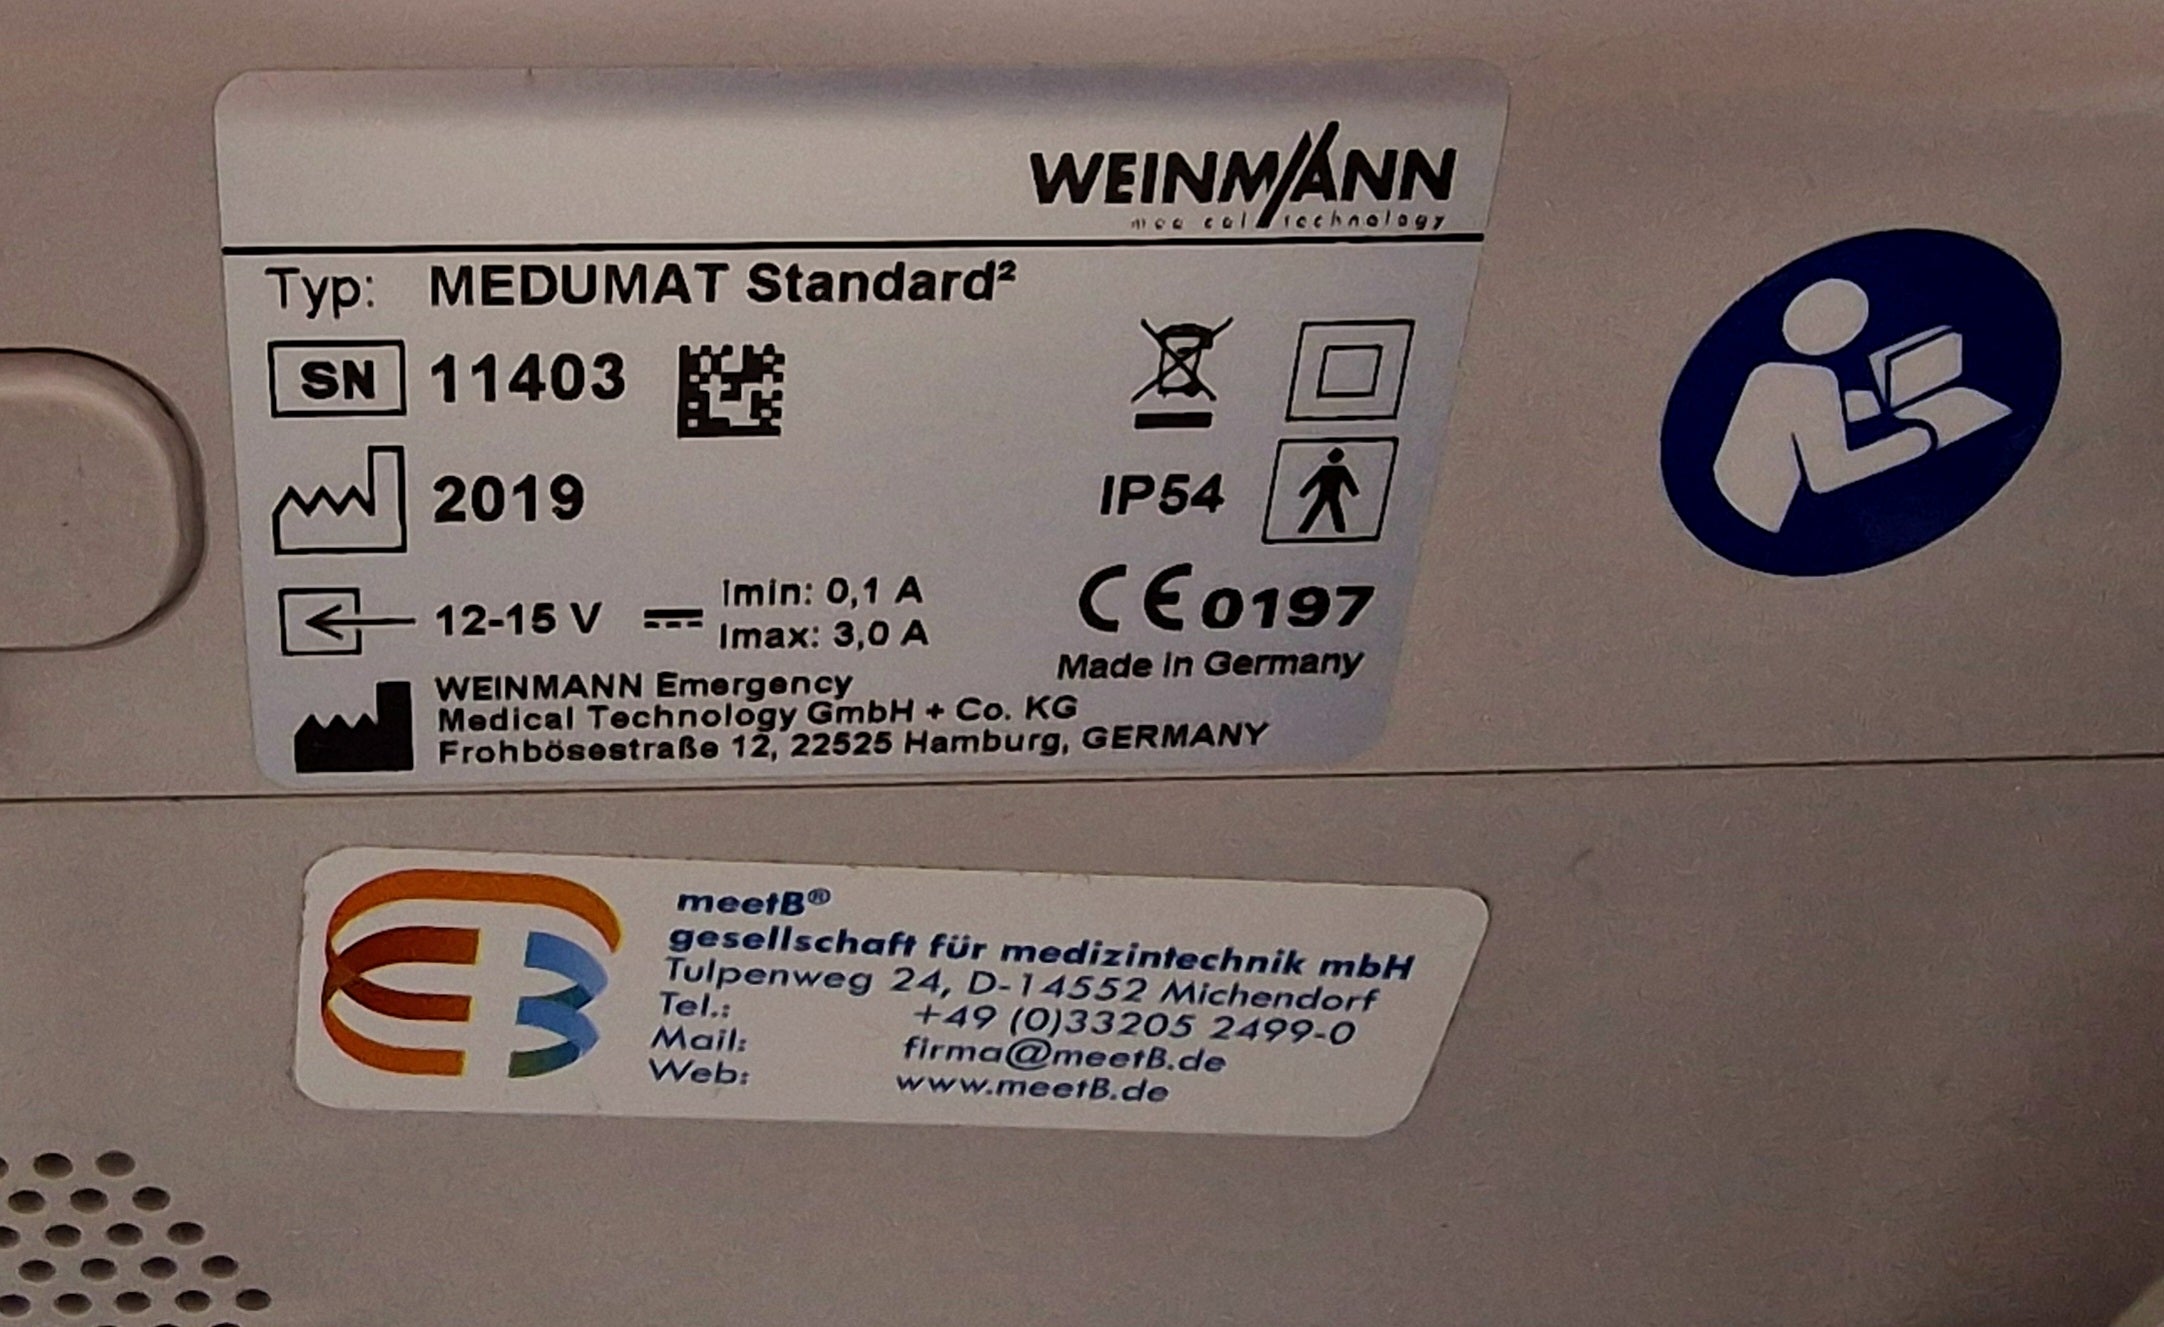 WEINMANN
medical technology
Typ: MEDUMAT Standard²
SN 11403
2019
IP54
12-15 V Imin: 0,1 A
Imax: 3,0 A
CE 0197
Made in Germany
WEINMANN Emergency
Medical Technology GmbH + Co. KG
Frohbösestraße 12, 22525 Hamburg, GERMANY
meetB®
gesellschaft für medizintechnik mbH
Tulpenweg 24, D-14552 Michendorf
Tel.: +49 (0)33205 2499-0
Mail: firma@meetB.de
Web: www.meetB.de